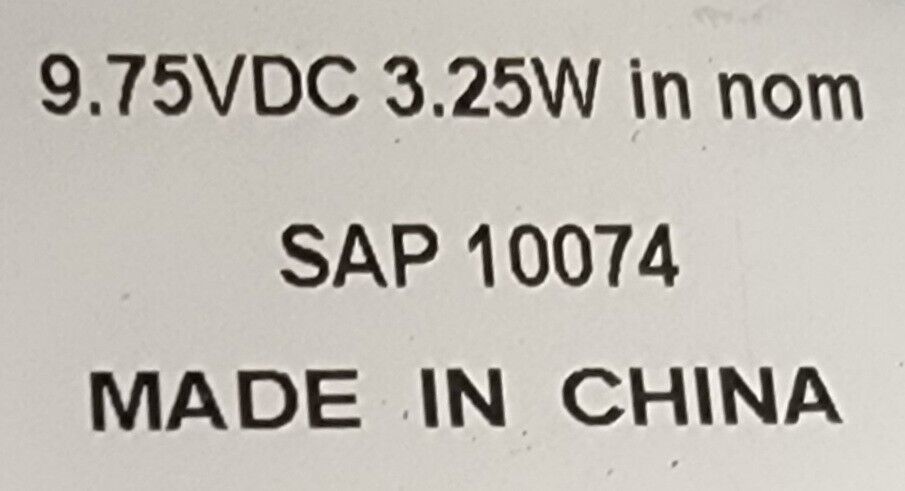 9.75VDC 3.25W in nom
SAP 10074
MADE IN CHINA